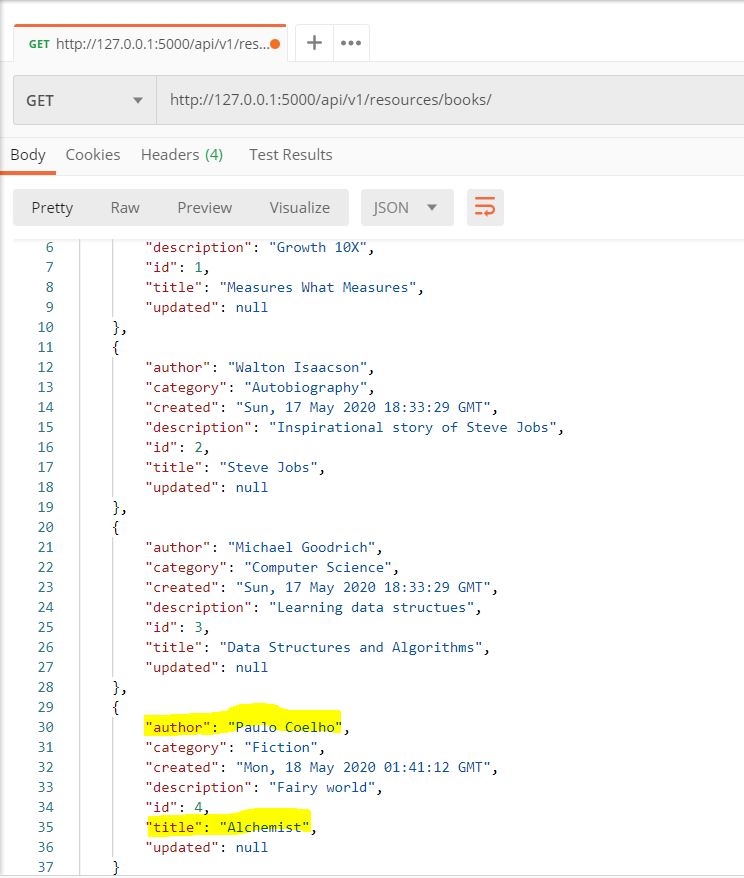 GET http://127.0.0.1:5000/api/v1/res... + •••
GET http://127.0.0.1:5000/api/v1/resources/books/
Body Cookies Headers (4) Test Results
Pretty Raw Preview Visualize JSON
6 "description": "Growth 10X",
7 "id": 1,
8 "title": "Measures What Measures",
9 "updated": null
10 },
11 {
12 "author": "Walton Isaacson",
13 "category": "Autobiography",
14 "created": "Sun, 17 May 2020 18:33:29 GMT",
15 "description": "Inspirational story of Steve Jobs",
16 "id": 2,
17 "title": "Steve Jobs",
18 "updated": null
19 },
20 {
21 "author": "Michael Goodrich",
22 "category": "Computer Science",
23 "created": "Sun, 17 May 2020 18:33:29 GMT",
24 "description": "Learning data structues",
25 "id": 3,
26 "title": "Data Structures and Algorithms",
27 "updated": null
28 },
29 {
30 "author": "Paulo Coelho",
31 "category": "Fiction",
32 "created": "Mon, 18 May 2020 01:41:12 GMT",
33 "description": "Fairy world",
34 "id": 4,
35 "title": "Alchemist",
36 "updated": null
37 }